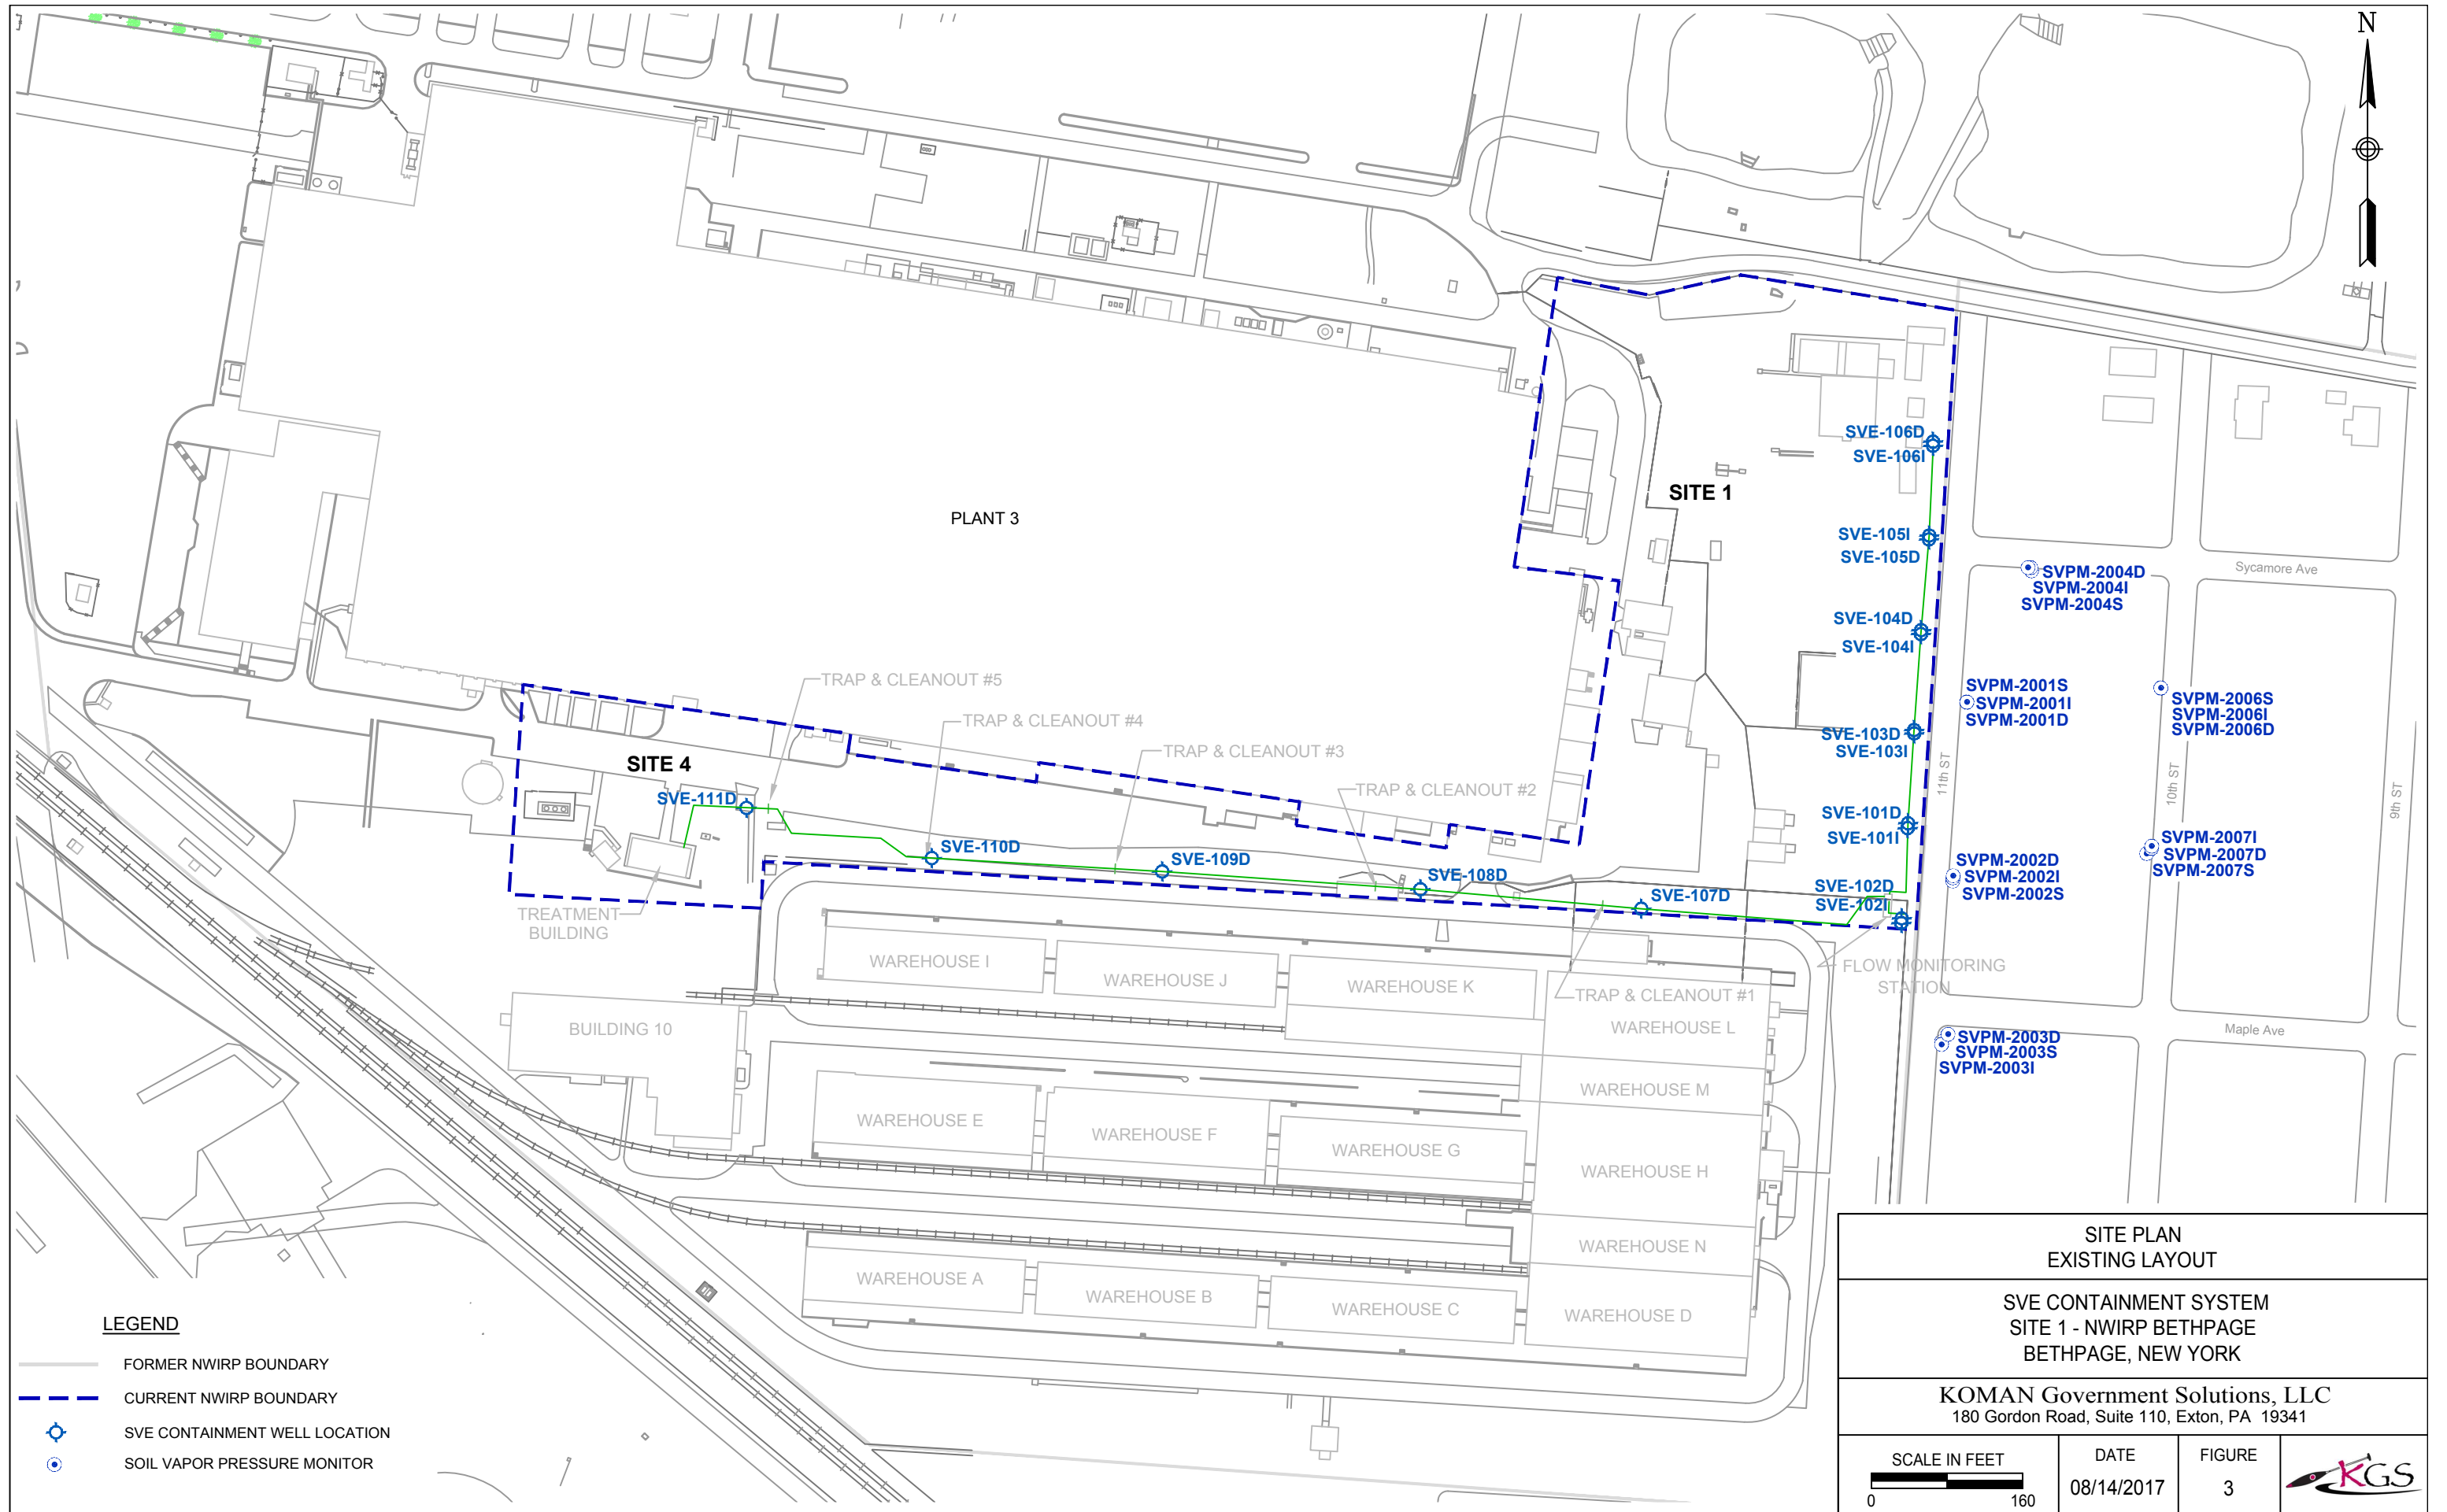 N
SVE-106D
SVE-106I
SITE 1
PLANT 3
SVE-105I
SVE-105D
Sycamore Ave
SVPM-2004D
SVPM-2004I
SVPM-2004S
SVE-104D
SVE-104I
TRAP & CLEANOUT #5
SVPM-2001S
SVPM-2001I
SVPM-2001D
SVPM-2006S
SVPM-2006I
SVPM-2006D
TRAP & CLEANOUT #4
SVE-103D
SVE-103I
TRAP & CLEANOUT #3
SITE 4
11th ST
10th ST
9th ST
TRAP & CLEANOUT #2
SVE-111D
SVE-101D
SVE-101I
SVPM-2007I
SVPM-2007D
SVPM-2007S
SVE-110D
SVE-109D
SVE-108D
SVE-107D
SVPM-2002D
SVPM-2002I
SVPM-2002S
SVE-102D
SVE-102I
TREATMENT
BUILDING
FLOW MONITORING
STATION
WAREHOUSE I
WAREHOUSE J
WAREHOUSE K
TRAP & CLEANOUT #1
BUILDING 10
WAREHOUSE L
Maple Ave
SVPM-2003D
SVPM-2003S
SVPM-2003I
WAREHOUSE M
WAREHOUSE E
WAREHOUSE F
WAREHOUSE G
WAREHOUSE H
WAREHOUSE N
WAREHOUSE A
WAREHOUSE B
WAREHOUSE C
WAREHOUSE D
LEGEND
FORMER NWIRP BOUNDARY
CURRENT NWIRP BOUNDARY
SVE CONTAINMENT WELL LOCATION
SOIL VAPOR PRESSURE MONITOR
SITE PLAN
EXISTING LAYOUT
SVE CONTAINMENT SYSTEM
SITE 1 - NWIRP BETHPAGE
BETHPAGE, NEW YORK
KOMAN Government Solutions, LLC
180 Gordon Road, Suite 110, Exton, PA 19341
SCALE IN FEET
0 160
DATE
08/14/2017
FIGURE
3
KGS